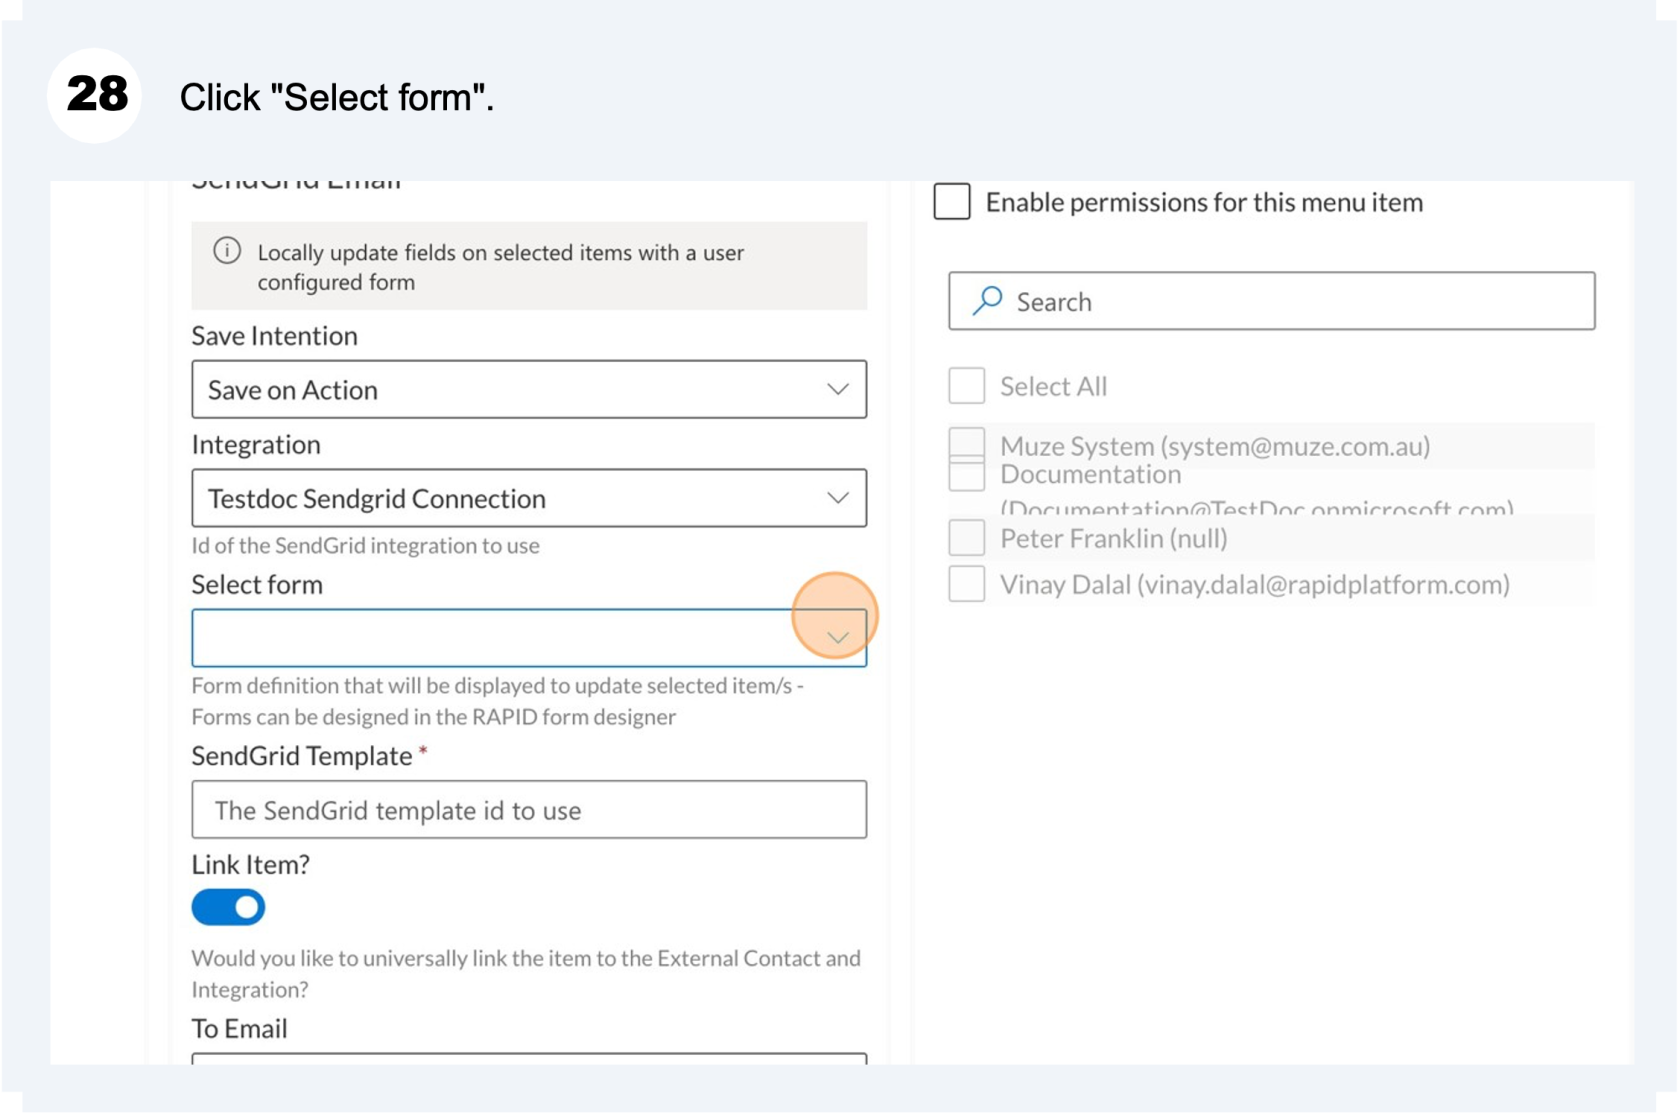 28
Click "Select form".
SendGrid Email
Locally update fields on selected items with a user
configured form
Save Intention
Save on Action
Integration
Testdoc Sendgrid Connection
Id of the SendGrid integration to use
Select form
Form definition that will be displayed to update selected item/s -
Forms can be designed in the RAPID form designer
SendGrid Template *
The SendGrid template id to use
Link Item?
Would you like to universally link the item to the External Contact and
Integration?
To Email
Enable permissions for this menu item
Search
Select All
Muze System (system@muze.com.au)
Documentation
(Documentation@TestDoc.onmicrosoft.com)
Peter Franklin (null)
Vinay Dalal (vinay.dalal@rapidplatform.com)